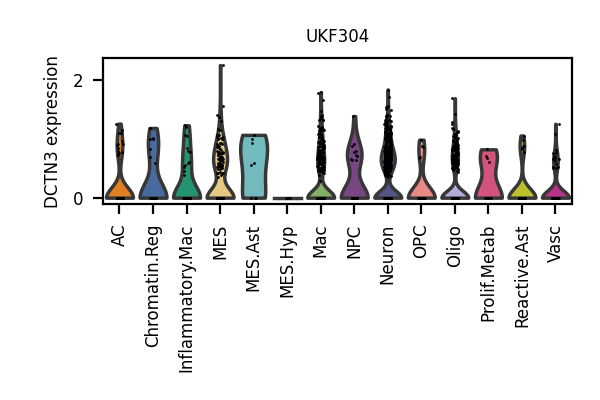 UKF304
DCTN3 expression
2
0
AC
Chromatin.Reg
Inflammatory.Mac
MES
MES.Ast
MES.Hyp
Mac
NPC
Neuron
OPC
Oligo
Prolif.Metab
Reactive.Ast
Vasc